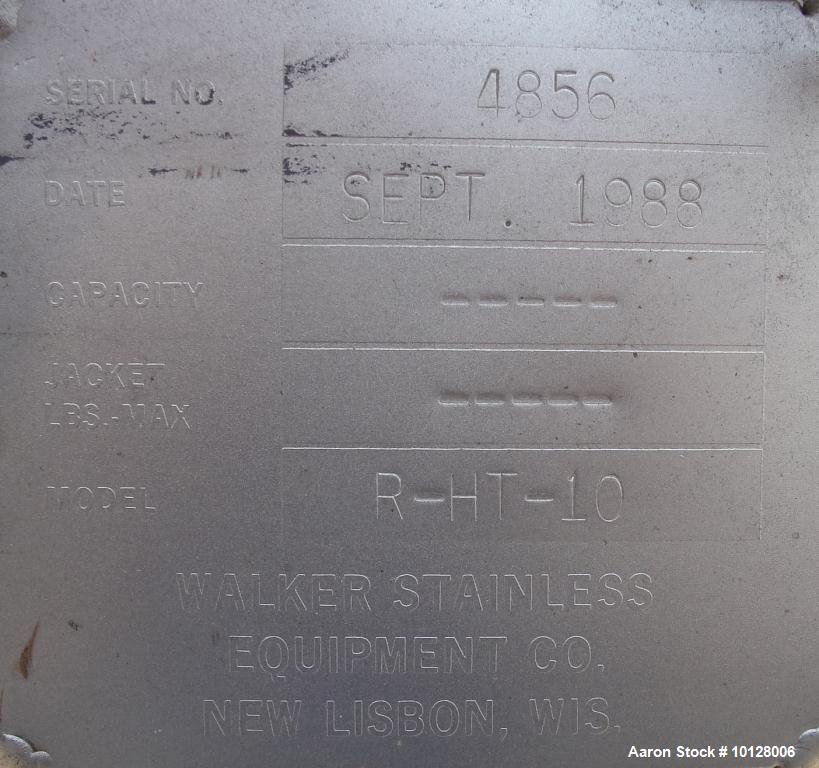 SERIAL NO. 4856
DATE SEPT. 1988
CAPACITY -----
JACKET
LBS.-MAX -----
MODEL R-HT-10
WALKER STAINLESS
EQUIPMENT CO.
NEW LISBON, WIS.
Aaron Stock # 10128006